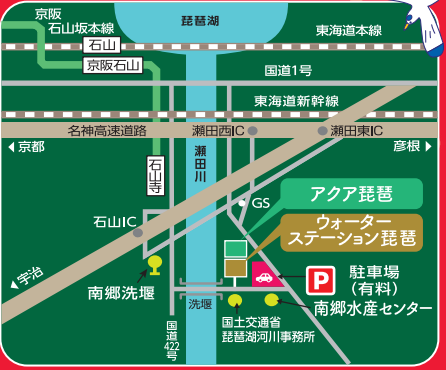 琵琶湖
京阪
石山坂本線
石山
京阪石山
東海道本線
国道1号
東海道新幹線
名神高速道路
瀬田西IC
瀬田東IC
京都
彦根
瀬田川
石山寺
アクア琵琶
GS
石山IC
ウォーター
ステーション琵琶
宇治
南郷洗堰
P
駐車場
(有料)
南郷水産センター
洗堰
国土交通省
琵琶湖河川事務所
国道422号